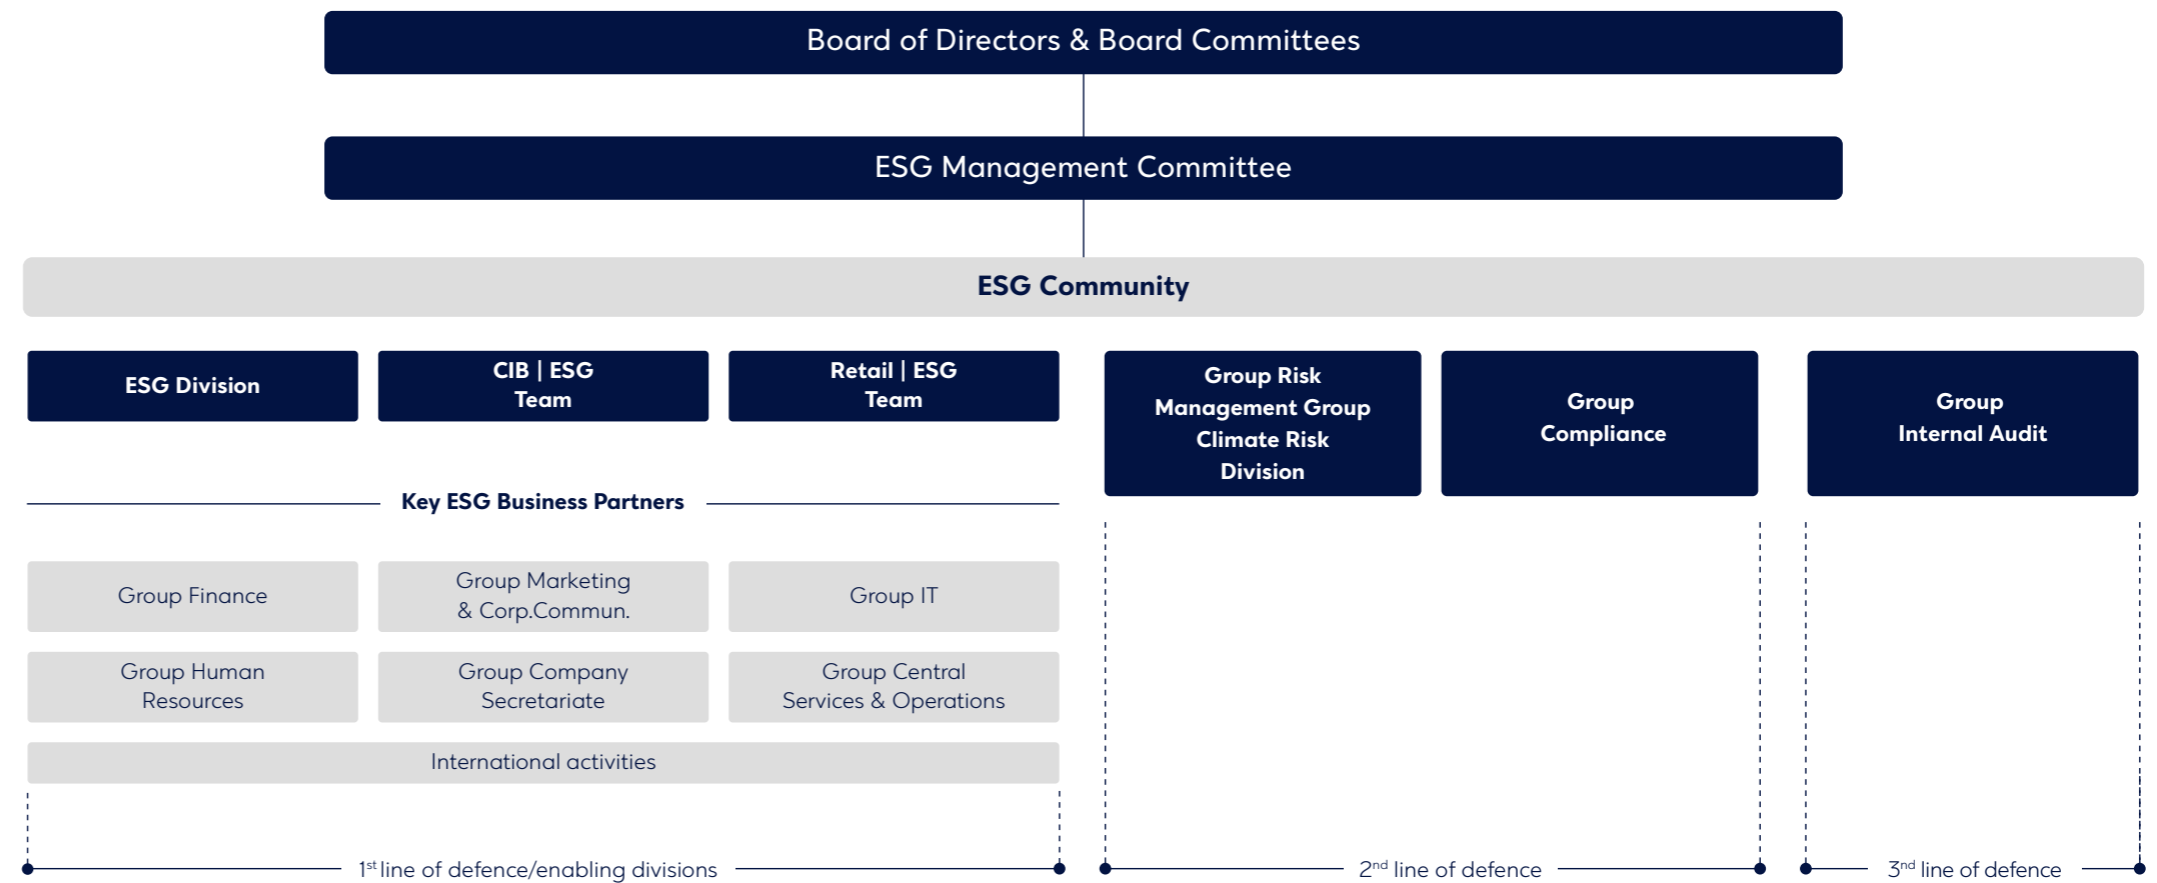 Board of Directors & Board Committees
ESG Management Committee
ESG Community
ESG Division
CIB | ESG
Team
Retail | ESG
Team
Group Risk
Management Group
Climate Risk
Division
Group
Compliance
Group
Internal Audit
Key ESG Business Partners
Group Finance
Group Marketing
& Corp.Commun.
Group IT
Group Human
Resources
Group Company
Secretariate
Group Central
Services & Operations
International activities
1st line of defence/enabling divisions
2nd line of defence
3nd line of defence